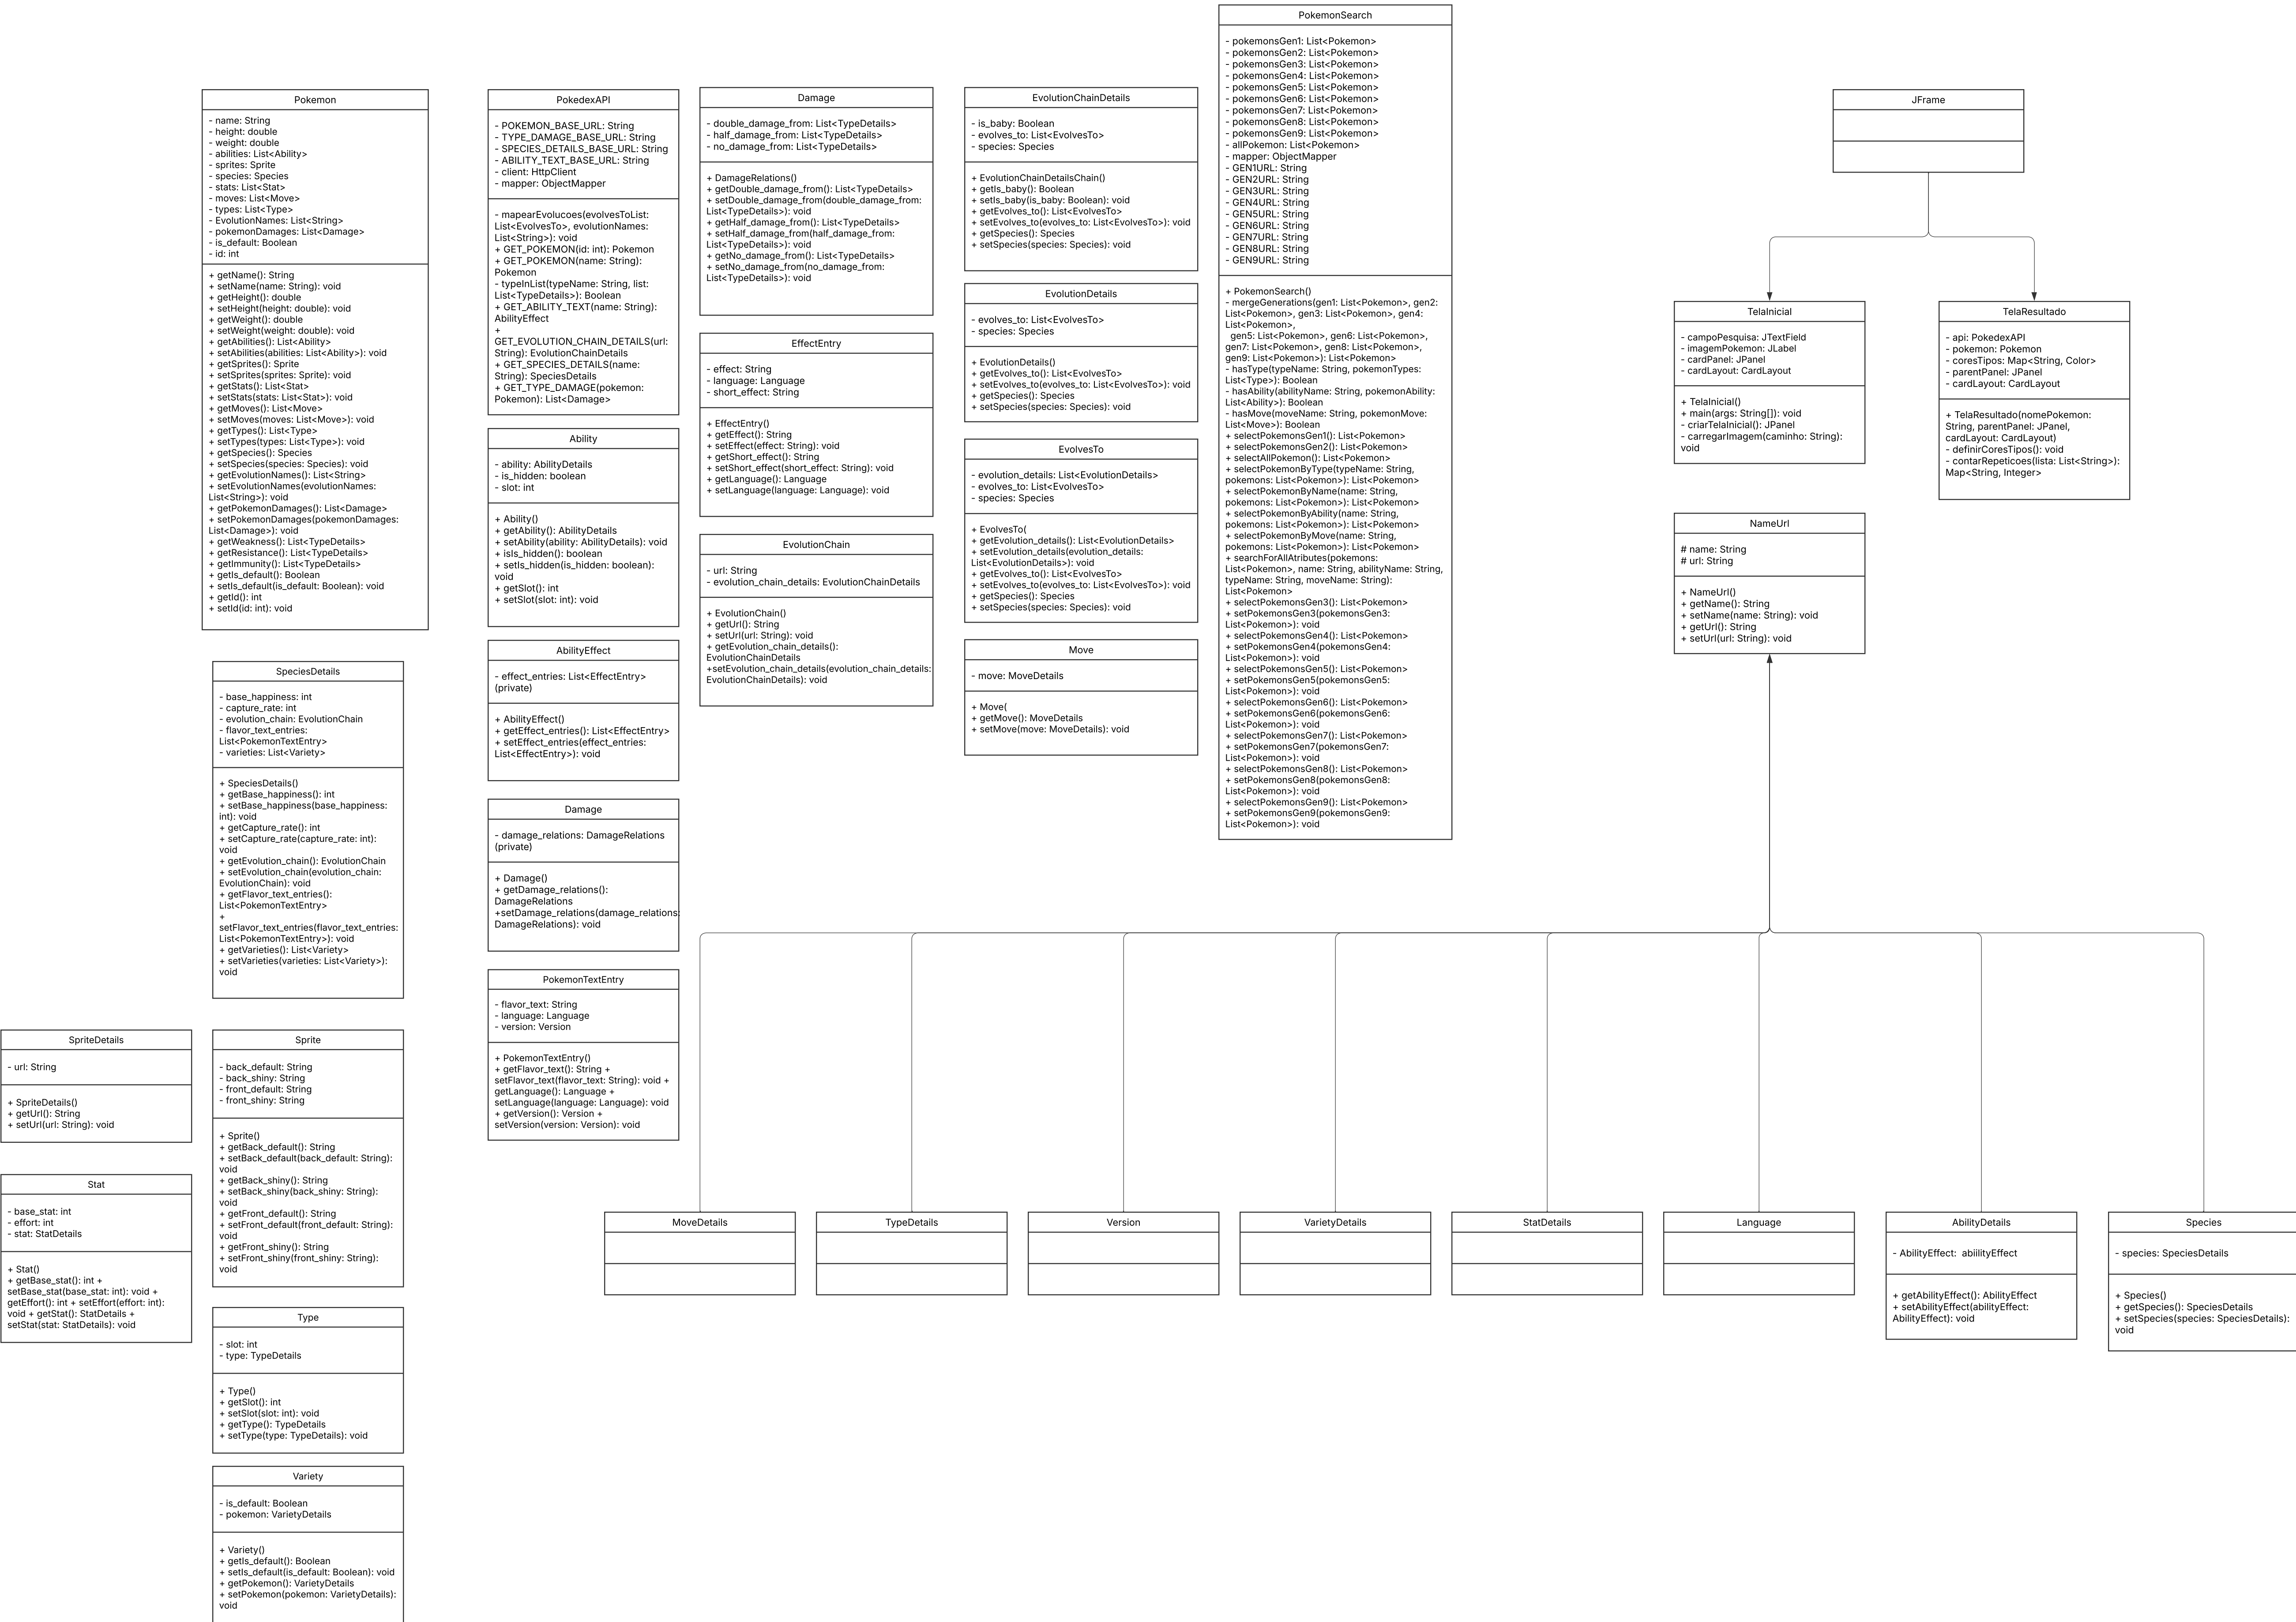 Pokemon
- name: String
- height: double
- weight: double
- abilities: List<Ability>
- sprites: Sprite
- species: Species
- stats: List<Stat>
- moves: List<Move>
- types: List<Type>
- EvolutionNames: List<String>
- pokemonDamages: List<Damage>
- is_default: Boolean
- id: int
+ getName(): String
+ setName(name: String): void
+ getHeight(): double
+ setHeight(height: double): void
+ getWeight(): double
+ setWeight(weight: double): void
+ getAbilities(): List<Ability>
+ setAbilities(abilities: List<Ability>): void
+ getSprites(): Sprite
+ setSprites(sprites: Sprite): void
+ getStats(): List<Stat>
+ setStats(stats: List<Stat>): void
+ getMoves(): List<Move>
+ setMoves(moves: List<Move>): void
+ getTypes(): List<Type>
+ setTypes(types: List<Type>): void
+ getSpecies(): Species
+ setSpecies(species: Species): void
+ getEvolutionNames(): List<String>
+ setEvolutionNames(evolutionNames:
List<String>): void
+ getPokemonDamages(): List<Damage>
+ setPokemonDamages(pokemonDamages:
List<Damage>): void
+ getWeakness(): List<TypeDetails>
+ getResistance(): List<TypeDetails>
+ getImmunity(): List<TypeDetails>
+ getIs_default(): Boolean
+ setIs_default(is_default: Boolean): void
+ getId(): int
+ setId(id: int): void
SpeciesDetails
- base_happiness: int
- capture_rate: int
- evolution_chain: EvolutionChain
- flavor_text_entries:
List<PokemonTextEntry>
- varieties: List<Variety>
+ SpeciesDetails()
+ getBase_happiness(): int
+ setBase_happiness(base_happiness:
int): void
+ getCapture_rate(): int
+ setCapture_rate(capture_rate: int):
void
+ getEvolution_chain(): EvolutionChain
+ setEvolution_chain(evolution_chain:
EvolutionChain): void
+ getFlavor_text_entries():
List<PokemonTextEntry>
+
setFlavor_text_entries(flavor_text_entries:
List<PokemonTextEntry>): void
+ getVarieties(): List<Variety>
+ setVarieties(varieties: List<Variety>):
void
SpriteDetails
- url: String
+ SpriteDetails()
+ getUrl(): String
+ setUrl(url: String): void
Stat
- base_stat: int
- effort: int
- stat: StatDetails
+ Stat()
+ getBase_stat(): int +
setBase_stat(base_stat: int): void +
getEffort(): int + setEffort(effort: int):
void + getStat(): StatDetails +
setStat(stat: StatDetails): void
Sprite
- back_default: String
- back_shiny: String
- front_default: String
- front_shiny: String
+ Sprite()
+ getBack_default(): String
+ setBack_default(back_default: String):
void
+ getBack_shiny(): String
+ setBack_shiny(back_shiny: String):
void
+ getFront_default(): String
+ setFront_default(front_default: String):
void
+ getFront_shiny(): String
+ setFront_shiny(front_shiny: String):
void
Type
- slot: int
- type: TypeDetails
+ Type()
+ getSlot(): int
+ setSlot(slot: int): void
+ getType(): TypeDetails
+ setType(type: TypeDetails): void
Variety
- is_default: Boolean
- pokemon: VarietyDetails
+ Variety()
+ getIs_default(): Boolean
+ setIs_default(is_default: Boolean): void
+ getPokemon(): VarietyDetails
+ setPokemon(pokemon: VarietyDetails):
void
PokedexAPI
- POKEMON_BASE_URL: String
- TYPE_DAMAGE_BASE_URL: String
- SPECIES_DETAILS_BASE_URL: String
- ABILITY_TEXT_BASE_URL: String
- client: HttpClient
- mapper: ObjectMapper
- mapearEvolucoes(evolvesToList:
List<EvolvesTo>, evolutionNames:
List<String>): void
+ GET_POKEMON(id: int): Pokemon
+ GET_POKEMON(name: String):
Pokemon
- typeInList(typeName: String, list:
List<TypeDetails>): Boolean
+ GET_ABILITY_TEXT(name: String):
AbilityEffect
+
GET_EVOLUTION_CHAIN_DETAILS(url:
String): EvolutionChainDetails
+ GET_SPECIES_DETAILS(name:
String): SpeciesDetails
+ GET_TYPE_DAMAGE(pokemon:
Pokemon): List<Damage>
Ability
- ability: AbilityDetails
- is_hidden: boolean
- slot: int
+ Ability()
+ getAbility(): AbilityDetails
+ setAbility(ability: AbilityDetails): void
+ isIs_hidden(): boolean
+ setIs_hidden(is_hidden: boolean):
void
+ getSlot(): int
+ setSlot(slot: int): void
AbilityEffect
- effect_entries: List<EffectEntry>
(private)
+ AbilityEffect()
+ getEffect_entries(): List<EffectEntry>
+ setEffect_entries(effect_entries:
List<EffectEntry>): void
Damage
- damage_relations: DamageRelations
(private)
+ Damage()
+ getDamage_relations():
DamageRelations
+setDamage_relations(damage_relations:
DamageRelations): void
PokemonTextEntry
- flavor_text: String
- language: Language
- version: Version
+ PokemonTextEntry()
+ getFlavor_text(): String +
setFlavor_text(flavor_text: String): void +
getLanguage(): Language +
setLanguage(language: Language): void
+ getVersion(): Version +
setVersion(version: Version): void
Damage
- double_damage_from: List<TypeDetails>
- half_damage_from: List<TypeDetails>
- no_damage_from: List<TypeDetails>
+ DamageRelations()
+ getDouble_damage_from(): List<TypeDetails>
+ setDouble_damage_from(double_damage_from:
List<TypeDetails>): void
+ getHalf_damage_from(): List<TypeDetails>
+ setHalf_damage_from(half_damage_from:
List<TypeDetails>): void
+ getNo_damage_from(): List<TypeDetails>
+ setNo_damage_from(no_damage_from:
List<TypeDetails>): void
EffectEntry
- effect: String
- language: Language
- short_effect: String
+ EffectEntry()
+ getEffect(): String
+ setEffect(effect: String): void
+ getShort_effect(): String
+ setShort_effect(short_effect: String): void
+ getLanguage(): Language
+ setLanguage(language: Language): void
EvolutionChain
- url: String
- evolution_chain_details: EvolutionChainDetails
+ EvolutionChain()
+ getUrl(): String
+ setUrl(url: String): void
+ getEvolution_chain_details():
EvolutionChainDetails
+setEvolution_chain_details(evolution_chain_details:
EvolutionChainDetails): void
EvolutionChainDetails
- is_baby: Boolean
- evolves_to: List<EvolvesTo>
- species: Species
+ EvolutionChainDetailsChain()
+ getIs_baby(): Boolean
+ setIs_baby(is_baby: Boolean): void
+ getEvolves_to(): List<EvolvesTo>
+ setEvolves_to(evolves_to: List<EvolvesTo>): void
+ getSpecies(): Species
+ setSpecies(species: Species): void
EvolutionDetails
- evolves_to: List<EvolvesTo>
- species: Species
+ EvolutionDetails()
+ getEvolves_to(): List<EvolvesTo>
+ setEvolves_to(evolves_to: List<EvolvesTo>): void
+ getSpecies(): Species
+ setSpecies(species: Species): void
EvolvesTo
- evolution_details: List<EvolutionDetails>
- evolves_to: List<EvolvesTo>
- species: Species
+ EvolvesTo(
+ getEvolution_details(): List<EvolutionDetails>
+ setEvolution_details(evolution_details:
List<EvolutionDetails>): void
+ getEvolves_to(): List<EvolvesTo>
+ setEvolves_to(evolves_to: List<EvolvesTo>): void
+ getSpecies(): Species
+ setSpecies(species: Species): void
Move
- move: MoveDetails
+ Move(
+ getMove(): MoveDetails
+ setMove(move: MoveDetails): void
PokemonSearch
- pokemonsGen1: List<Pokemon>
- pokemonsGen2: List<Pokemon>
- pokemonsGen3: List<Pokemon>
- pokemonsGen4: List<Pokemon>
- pokemonsGen5: List<Pokemon>
- pokemonsGen6: List<Pokemon>
- pokemonsGen7: List<Pokemon>
- pokemonsGen8: List<Pokemon>
- pokemonsGen9: List<Pokemon>
- allPokemon: List<Pokemon>
- mapper: ObjectMapper
- GEN1URL: String
- GEN2URL: String
- GEN3URL: String
- GEN4URL: String
- GEN5URL: String
- GEN6URL: String
- GEN7URL: String
- GEN8URL: String
- GEN9URL: String
+ PokemonSearch()
- mergeGenerations(gen1: List<Pokemon>, gen2:
List<Pokemon>, gen3: List<Pokemon>, gen4:
List<Pokemon>,
gen5: List<Pokemon>, gen6: List<Pokemon>,
gen7: List<Pokemon>, gen8: List<Pokemon>,
gen9: List<Pokemon>): List<Pokemon>
- hasType(typeName: String, pokemonTypes:
List<Type>): Boolean
- hasAbility(abilityName: String, pokemonAbility:
List<Ability>): Boolean
- hasMove(moveName: String, pokemonMove:
List<Move>): Boolean
+ selectPokemonsGen1(): List<Pokemon>
+ selectPokemonsGen2(): List<Pokemon>
+ selectAllPokemon(): List<Pokemon>
+ selectPokemonByType(typeName: String,
pokemons: List<Pokemon>): List<Pokemon>
+ selectPokemonByName(name: String,
pokemons: List<Pokemon>): List<Pokemon>
+ selectPokemonByAbility(name: String,
pokemons: List<Pokemon>): List<Pokemon>
+ selectPokemonByMove(name: String,
pokemons: List<Pokemon>): List<Pokemon>
+ searchForAllAtributes(pokemons:
List<Pokemon>, name: String, abilityName: String,
typeName: String, moveName: String):
List<Pokemon>
+ selectPokemonsGen3(): List<Pokemon>
+ setPokemonsGen3(pokemonsGen3:
List<Pokemon>): void
+ selectPokemonsGen4(): List<Pokemon>
+ setPokemonsGen4(pokemonsGen4:
List<Pokemon>): void
+ selectPokemonsGen5(): List<Pokemon>
+ setPokemonsGen5(pokemonsGen5:
List<Pokemon>): void
+ selectPokemonsGen6(): List<Pokemon>
+ setPokemonsGen6(pokemonsGen6:
List<Pokemon>): void
+ selectPokemonsGen7(): List<Pokemon>
+ setPokemonsGen7(pokemonsGen7:
List<Pokemon>): void
+ selectPokemonsGen8(): List<Pokemon>
+ setPokemonsGen8(pokemonsGen8:
List<Pokemon>): void
+ selectPokemonsGen9(): List<Pokemon>
+ setPokemonsGen9(pokemonsGen9:
List<Pokemon>): void
JFrame
TelaInicial
- campoPesquisa: JTextField
- imagemPokemon: JLabel
- cardPanel: JPanel
- cardLayout: CardLayout
+ TelaInicial()
+ main(args: String[]): void
- criarTelaInicial(): JPanel
- carregarImagem(caminho: String):
void
TelaResultado
- api: PokedexAPI
- pokemon: Pokemon
- coresTipos: Map<String, Color>
- parentPanel: JPanel
- cardLayout: CardLayout
+ TelaResultado(nomePokemon:
String, parentPanel: JPanel,
cardLayout: CardLayout)
- definirCoresTipos(): void
- contarRepeticoes(lista: List<String>):
Map<String, Integer>
NameUrl
# name: String
# url: String
+ NameUrl()
+ getName(): String
+ setName(name: String): void
+ getUrl(): String
+ setUrl(url: String): void
MoveDetails
TypeDetails
Version
VarietyDetails
StatDetails
Language
AbilityDetails
- AbilityEffect: abiilityEffect
+ getAbilityEffect(): AbilityEffect
+ setAbilityEffect(abilityEffect:
AbilityEffect): void
Species
- species: SpeciesDetails
+ Species()
+ getSpecies(): SpeciesDetails
+ setSpecies(species: SpeciesDetails):
void